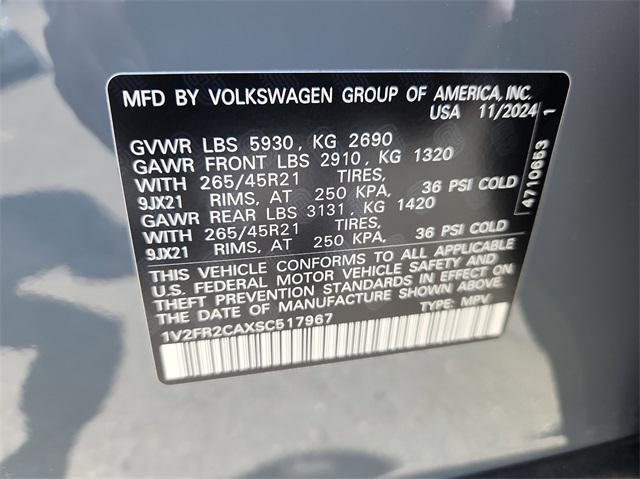 MFD BY VOLKSWAGEN GROUP OF AMERICA, INC.
USA 11/2024
1
4710653
GVWR LBS 5930, KG 2690
GAWR FRONT LBS 2910, KG 1320
WITH 265/45R21 TIRES,
9JX21 RIMS, AT 250 KPA, 36 PSI COLD
GAWR REAR LBS 3131, KG 1420
WITH 265/45R21 TIRES,
9JX21 RIMS, AT 250 KPA, 36 PSI COLD
THIS VEHICLE CONFORMS TO ALL APPLICABLE
U.S. FEDERAL MOTOR VEHICLE SAFETY AND
THEFT PREVENTION STANDARDS IN EFFECT ON
THE DATE OF MANUFACTURE SHOWN ABOVE.
1V2FR2CAXSC517967 TYPE: MPV